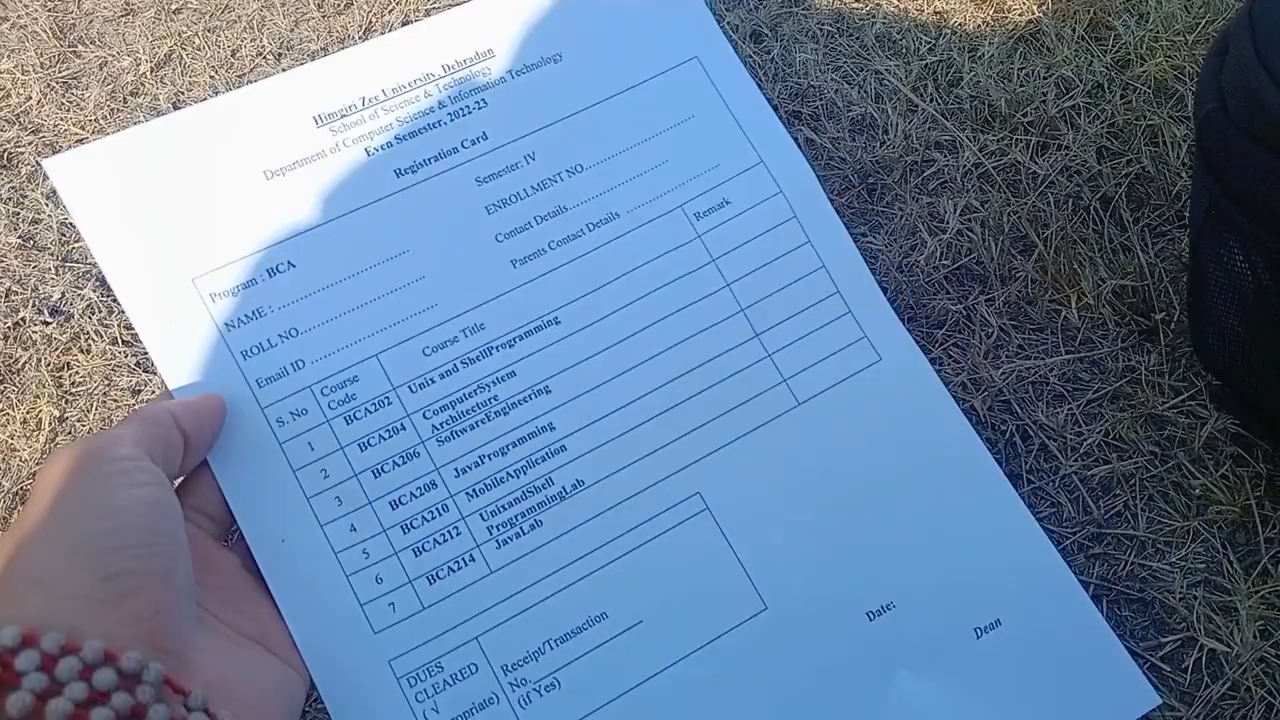 Himgiri Zee University, Dehradun
School of Science & Technology
Department of Computer Science & Information Technology
Even Semester, 2022-23
Registration Card
Program : BCA
Semester: IV
NAME : ..............................
ENROLLMENT NO.........................
ROLL NO..............................
Contact Details......................
Email ID ..............................
Parents Contact Details ......................
S. No Course Code Course Title Remark
1 BCA202 Unix and ShellProgramming
2 BCA204 ComputerSystem Architecture
3 BCA206 SoftwareEngineering
4 BCA208 JavaProgramming
5 BCA210 MobileApplication
6 BCA212 UnixandShell ProgrammingLab
7 BCA214 JavaLab
DUES
CLEARED
(√
Receipt/Transaction
No.
(if Yes)
Date:
Dean